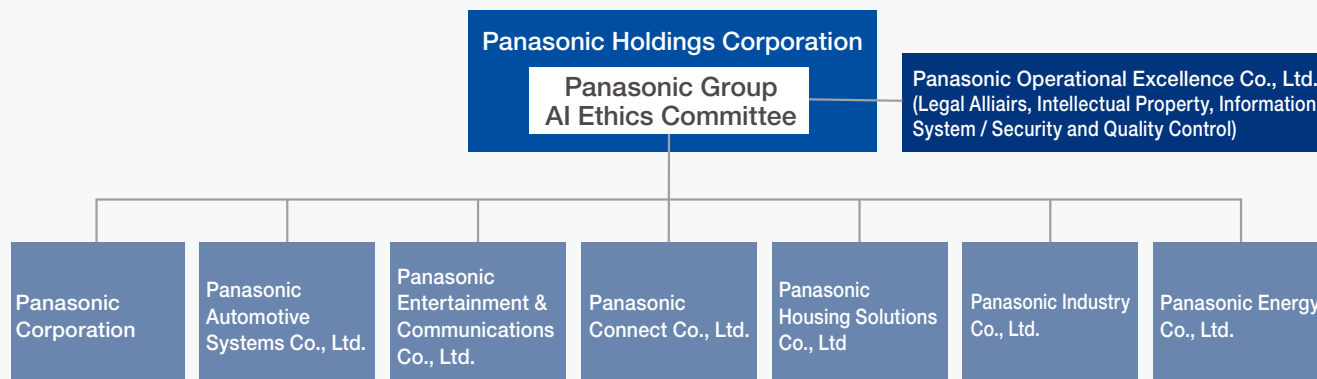 Panasonic Holdings Corporation
Panasonic Group
AI Ethics Committee
Panasonic Operational Excellence Co., Ltd.
(Legal Alliairs, Intellectual Property, Information
System / Security and Quality Control)
Panasonic
Corporation
Panasonic
Automotive
Systems Co., Ltd.
Panasonic
Entertainment &
Communications
Co., Ltd.
Panasonic
Connect Co., Ltd.
Panasonic
Housing Solutions
Co., Ltd
Panasonic Industry
Co., Ltd.
Panasonic Energy
Co., Ltd.